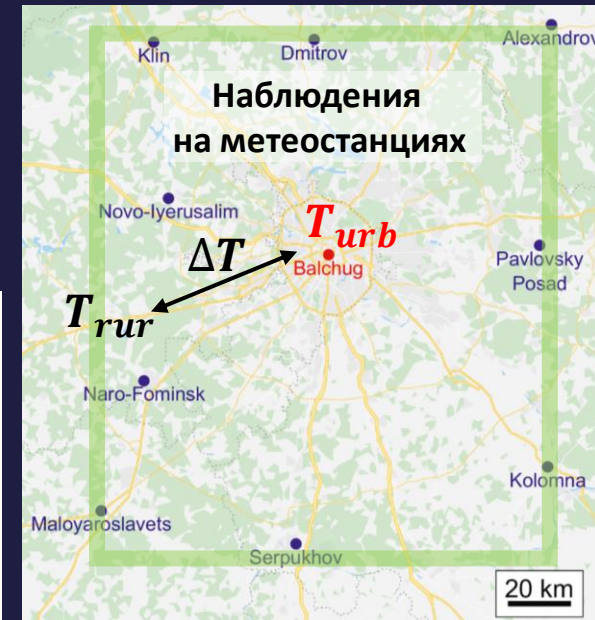 Klin
Dmitrov
Alexandrov
Наблюдения
на метеостанциях
Novo-Iyerusalim
T_urb
ΔT
Balchug
Pavlovsky
Posad
T_rur
Naro-Fominsk
Kolomna
Maloyaroslavets
Serpukhov
20 km